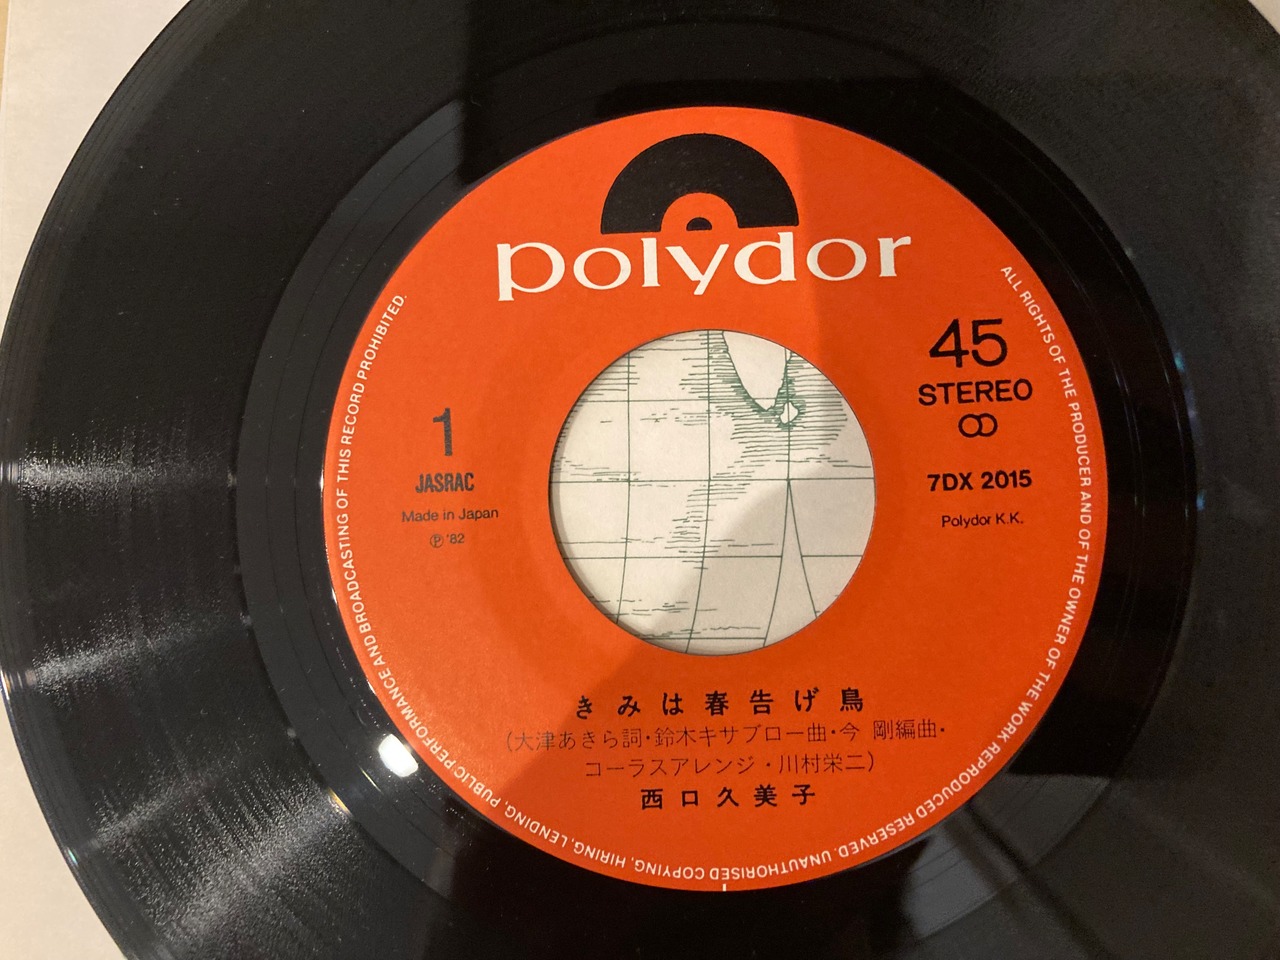 polydor
45
STEREO
7DX 2015
Polydor K.K.
1
JASRAC
Made in Japan
Ⓟ '82
きみは春告げ鳥
(大津あきら詞・鈴木キサブロー曲・今 剛編曲・
コーラスアレンジ・川村栄二)
西口久美子
ALL RIGHTS OF THE PRODUCER AND OF THE OWNER OF THE WORK REPRODUCED RESERVED. UNAUTHORISED COPYING, HIRING, LENDING, PUBLIC PERFORMANCE AND BROADCASTING OF THIS RECORD PROHIBITED.